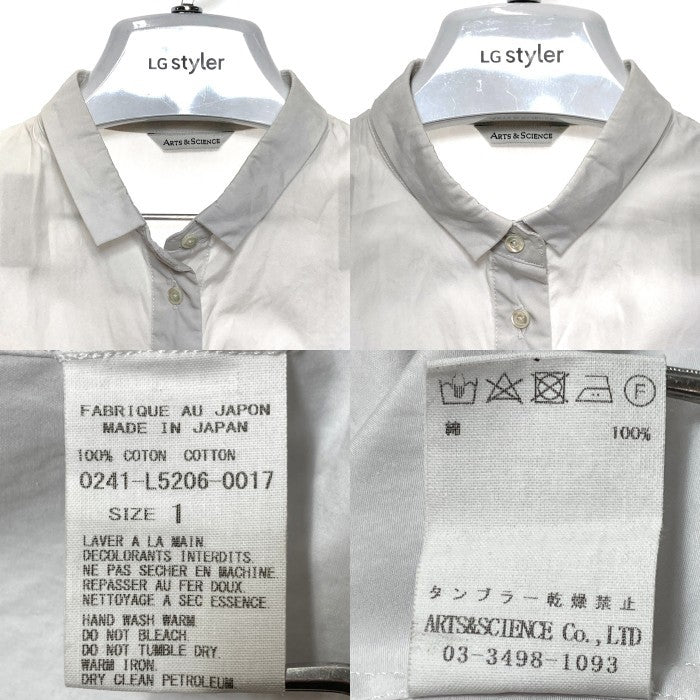 LG styler
ARTS & SCIENCE
LG styler
ARTS & SCIENCE
FABRIQUE AU JAPON
MADE IN JAPAN
100% COTON COTTON
0241-L5206-0017
SIZE 1
LAVER A LA MAIN
DECOLORANTS INTERDITS.
NE PAS SECHER EN MACHINE.
REPASSER AU FER DOUX
NETTOYAGE A SEC ESSENCE.
HAND WASH WARM.
DO NOT BLEACH.
DO NOT TUMBLE DRY.
WARM IRON.
DRY CLEAN PETROLEUM.
F
綿 100%
タンブラー乾燥禁止
ARTS&SCIENCE Co., LTD
03-3498-1093